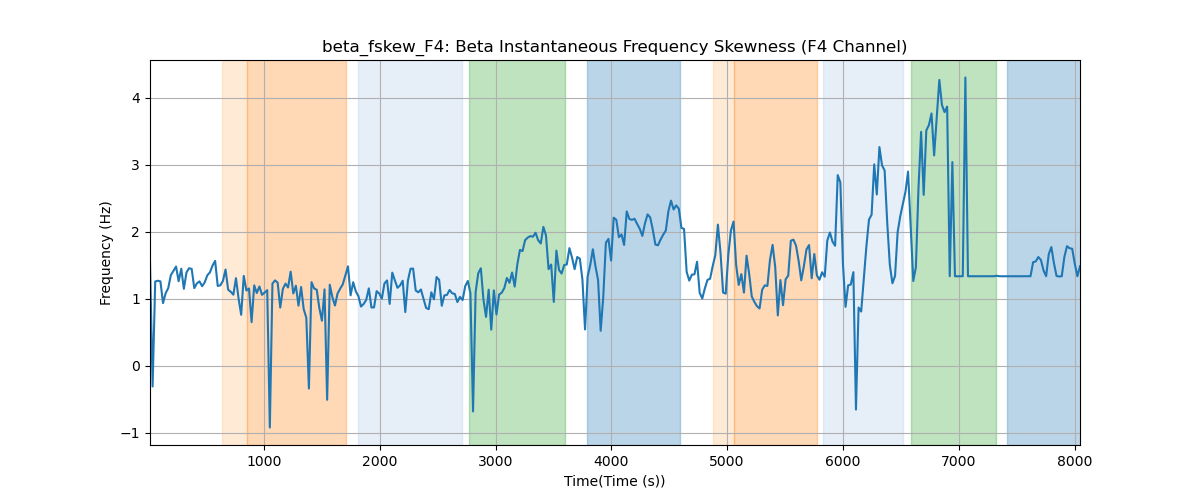 beta_fskew_F4: Beta Instantaneous Frequency Skewness (F4 Channel)
4
3
2
1
0
−1
Frequency (Hz)
1000 2000 3000 4000 5000 6000 7000 8000
Time(Time (s))